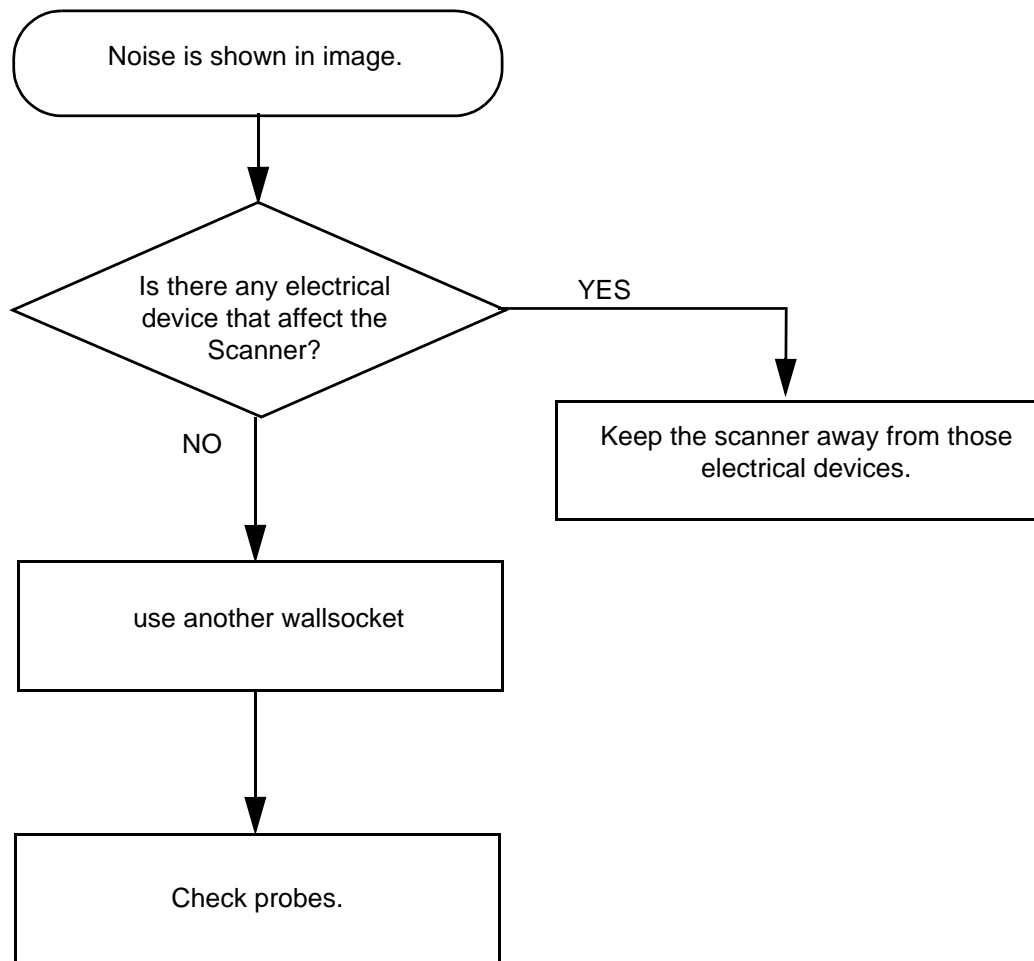 Noise is shown in image.
Is there any electrical
device that affect the
Scanner?
YES
NO
Keep the scanner away from those
electrical devices.
use another wallsocket
Check probes.